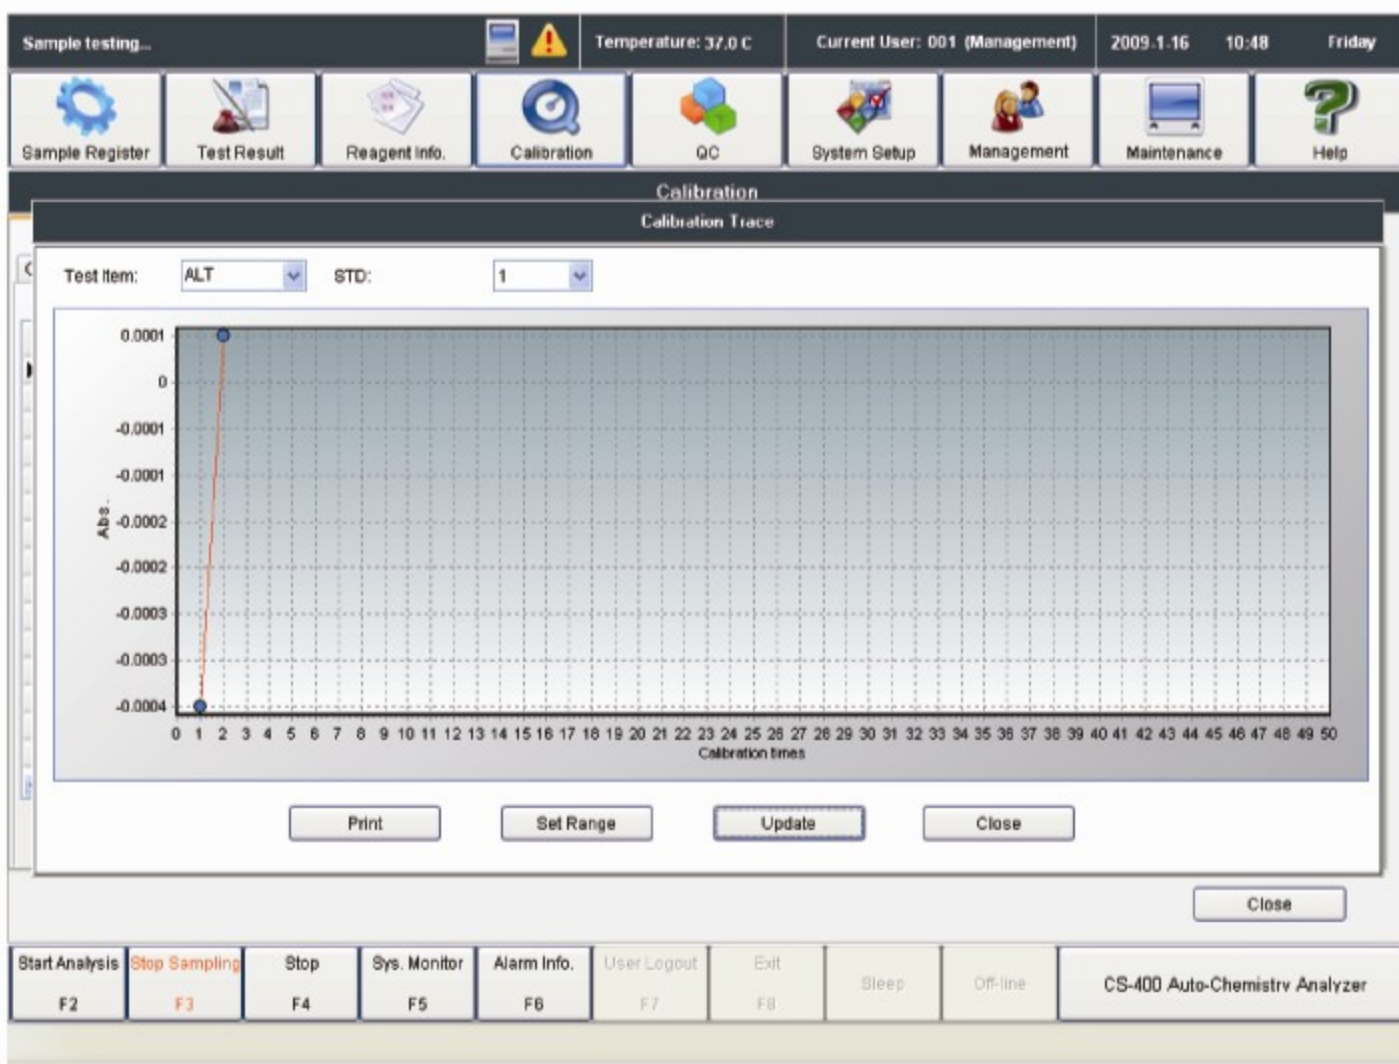 Sample testing...
Temperature: 37.0 C
Current User: 001 (Management)
2009-1-16 10:48 Friday
Sample Register
Test Result
Reagent Info.
Calibration
QC
System Setup
Management
Maintenance
Help
Calibration
Calibration Trace
Test Item: ALT STD: 1
0.0001
0
-0.0001
-0.0001
-0.0002
-0.0002
-0.0003
-0.0003
-0.0004
Abs.
0 1 2 3 4 5 6 7 8 9 10 11 12 13 14 15 16 17 18 19 20 21 22 23 24 25 26 27 28 29 30 31 32 33 34 35 36 37 38 39 40 41 42 43 44 45 46 47 48 49 50
Calibration times
Print
Set Range
Update
Close
Close
Start Analysis F2
Stop Sampling F3
Stop F4
Sys. Monitor F5
Alarm Info. F6
User Logout F7
Exit F8
Sleep
Off-line
CS-400 Auto-Chemistry Analyzer